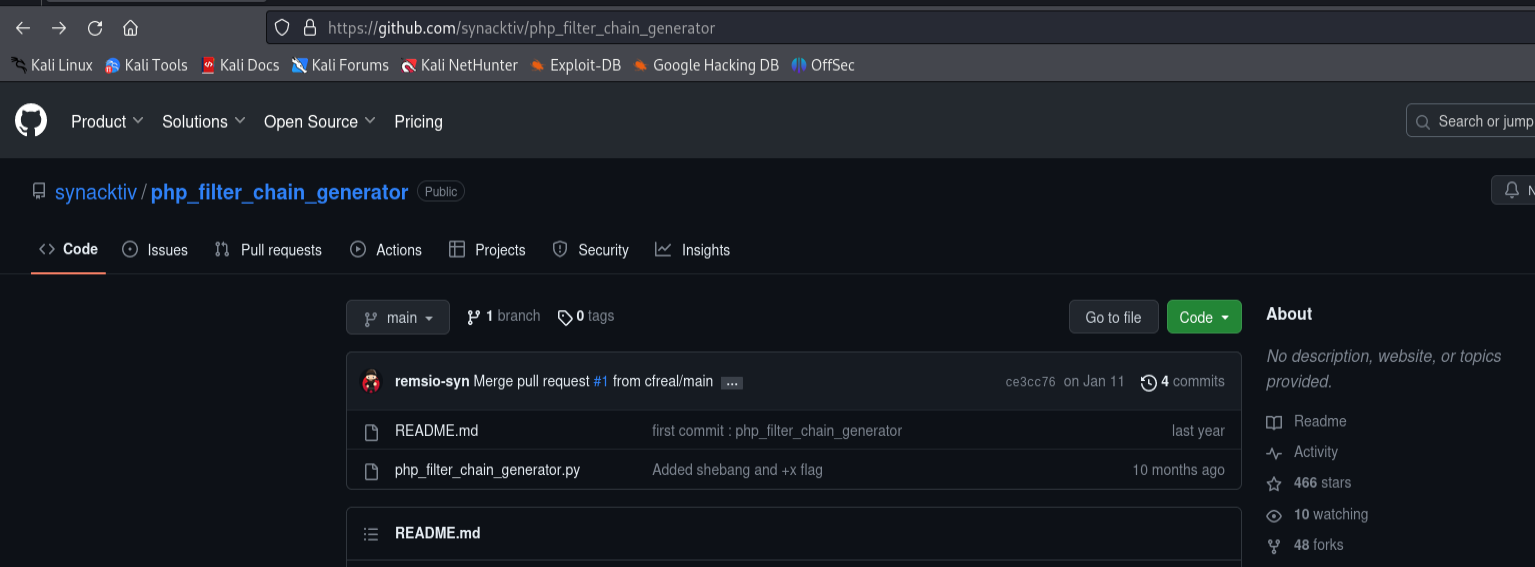 https://github.com/synacktiv/php_filter_chain_generator
Kali Linux Kali Tools Kali Docs Kali Forums Kali NetHunter Exploit-DB Google Hacking DB OffSec
Product Solutions Open Source Pricing Search or jump
synacktiv / php_filter_chain_generator Public N
Code Issues Pull requests Actions Projects Security Insights
main 1 branch 0 tags Go to file Code
About
No description, website, or topics
provided.
remsio-syn Merge pull request #1 from cfreal/main ... ce3cc76 on Jan 11 4 commits
README.md first commit : php_filter_chain_generator last year
php_filter_chain_generator.py Added shebang and +x flag 10 months ago
Readme
Activity
466 stars
10 watching
48 forks
README.md